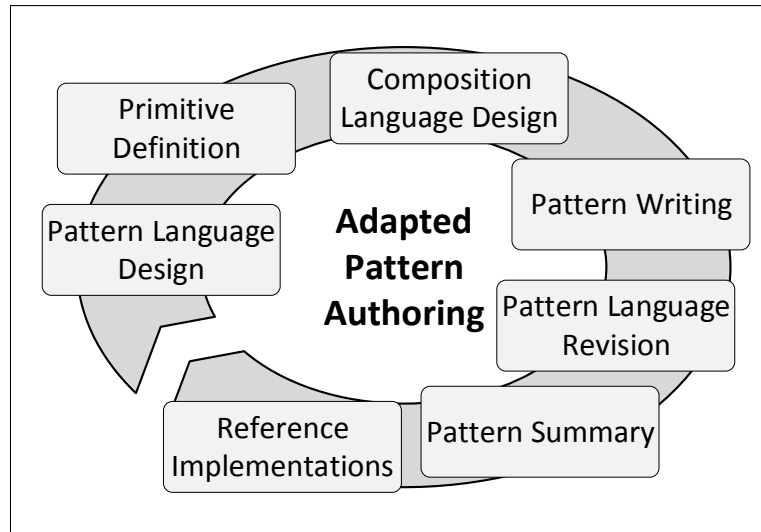 Composition
Language Design
Primitive
Definition
Pattern Writing
Pattern Language
Design
Adapted
Pattern
Authoring
Pattern Language
Revision
Pattern Summary
Reference
Implementations